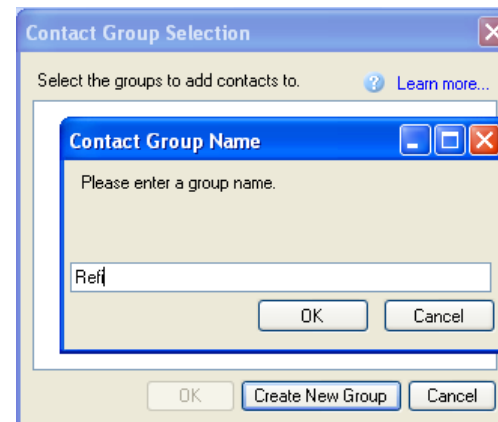 Contact Group Selection
Select the groups to add contacts to.
? Learn more...
Contact Group Name
Please enter a group name.
Refi
OK Cancel
OK Create New Group Cancel